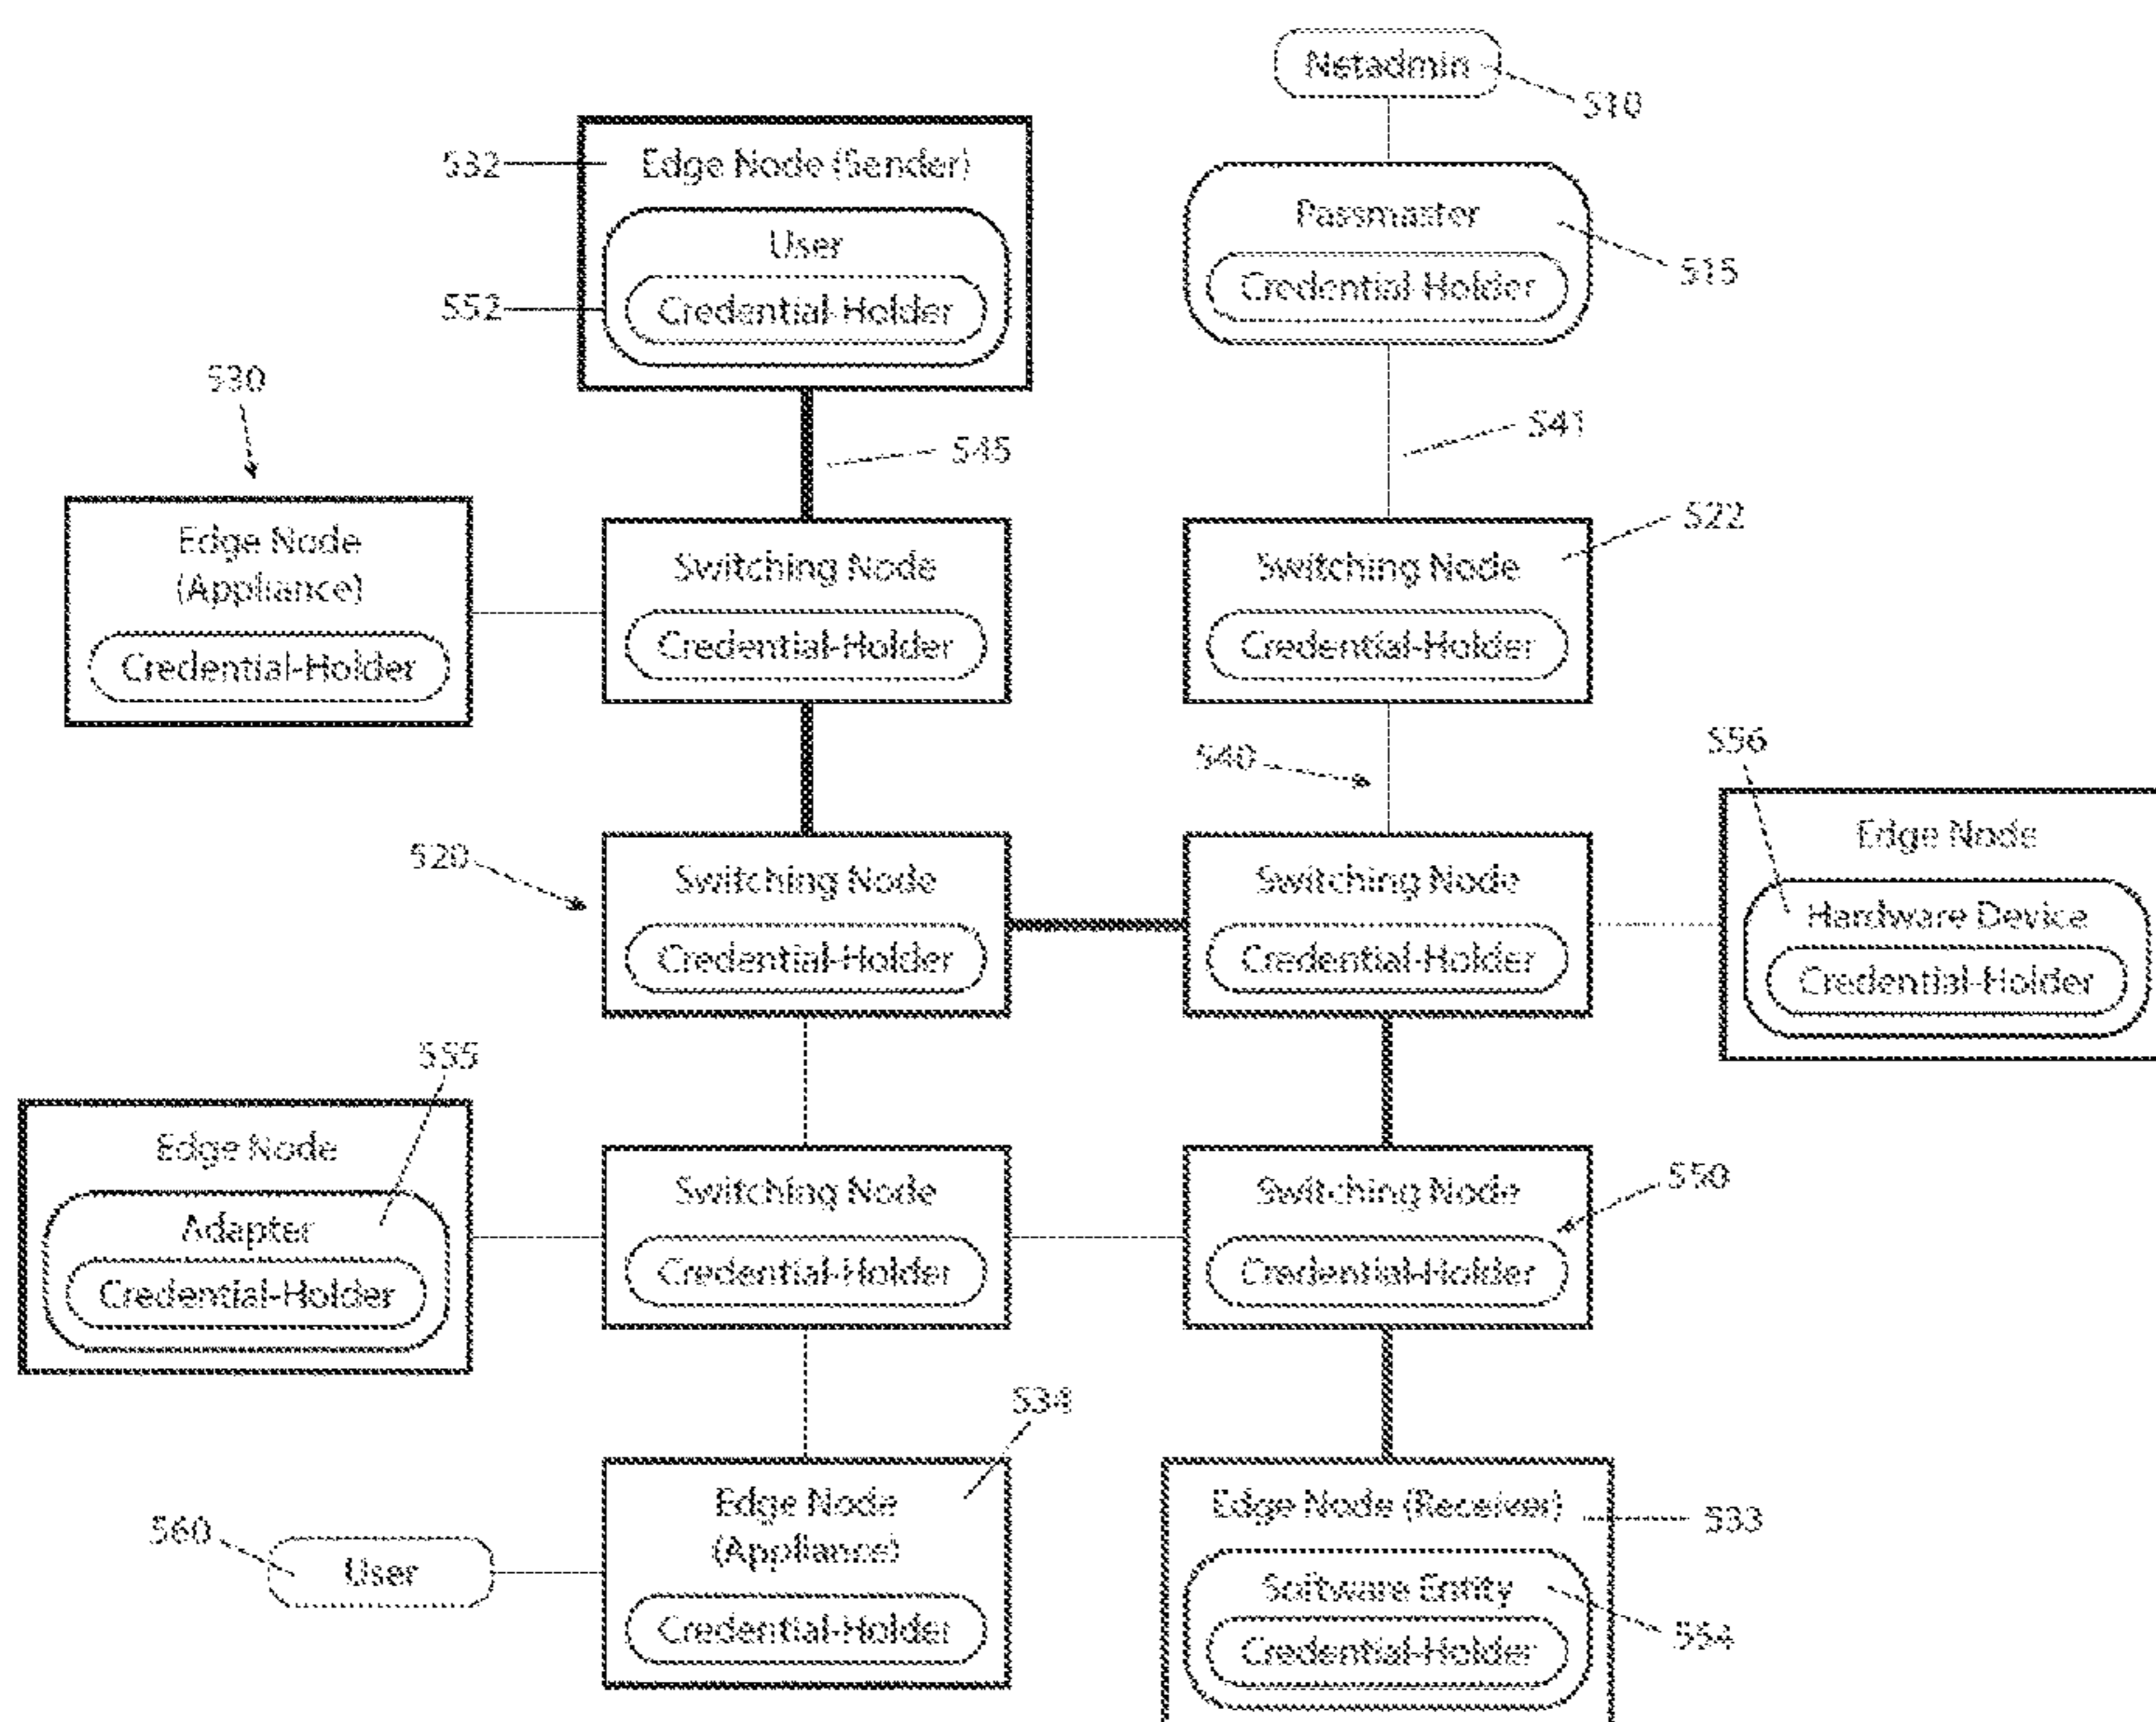 Netadmin
510
532
Edge Node (Sender)
User
Credential-Holder
552
Passmaster
Credential-Holder
515
530
545
541
Edge Node
(Appliance)
Credential-Holder
Switching Node
Credential-Holder
Switching Node
Credential-Holder
522
540
556
520
Switching Node
Credential-Holder
Switching Node
Credential-Holder
Edge Node
Hardware Device
Credential-Holder
555
Edge Node
Adapter
Credential-Holder
Switching Node
Credential-Holder
Switching Node
Credential-Holder
550
534
560
User
Edge Node
(Appliance)
Credential-Holder
Edge Node (Receiver)
Software Entity
Credential-Holder
533
554